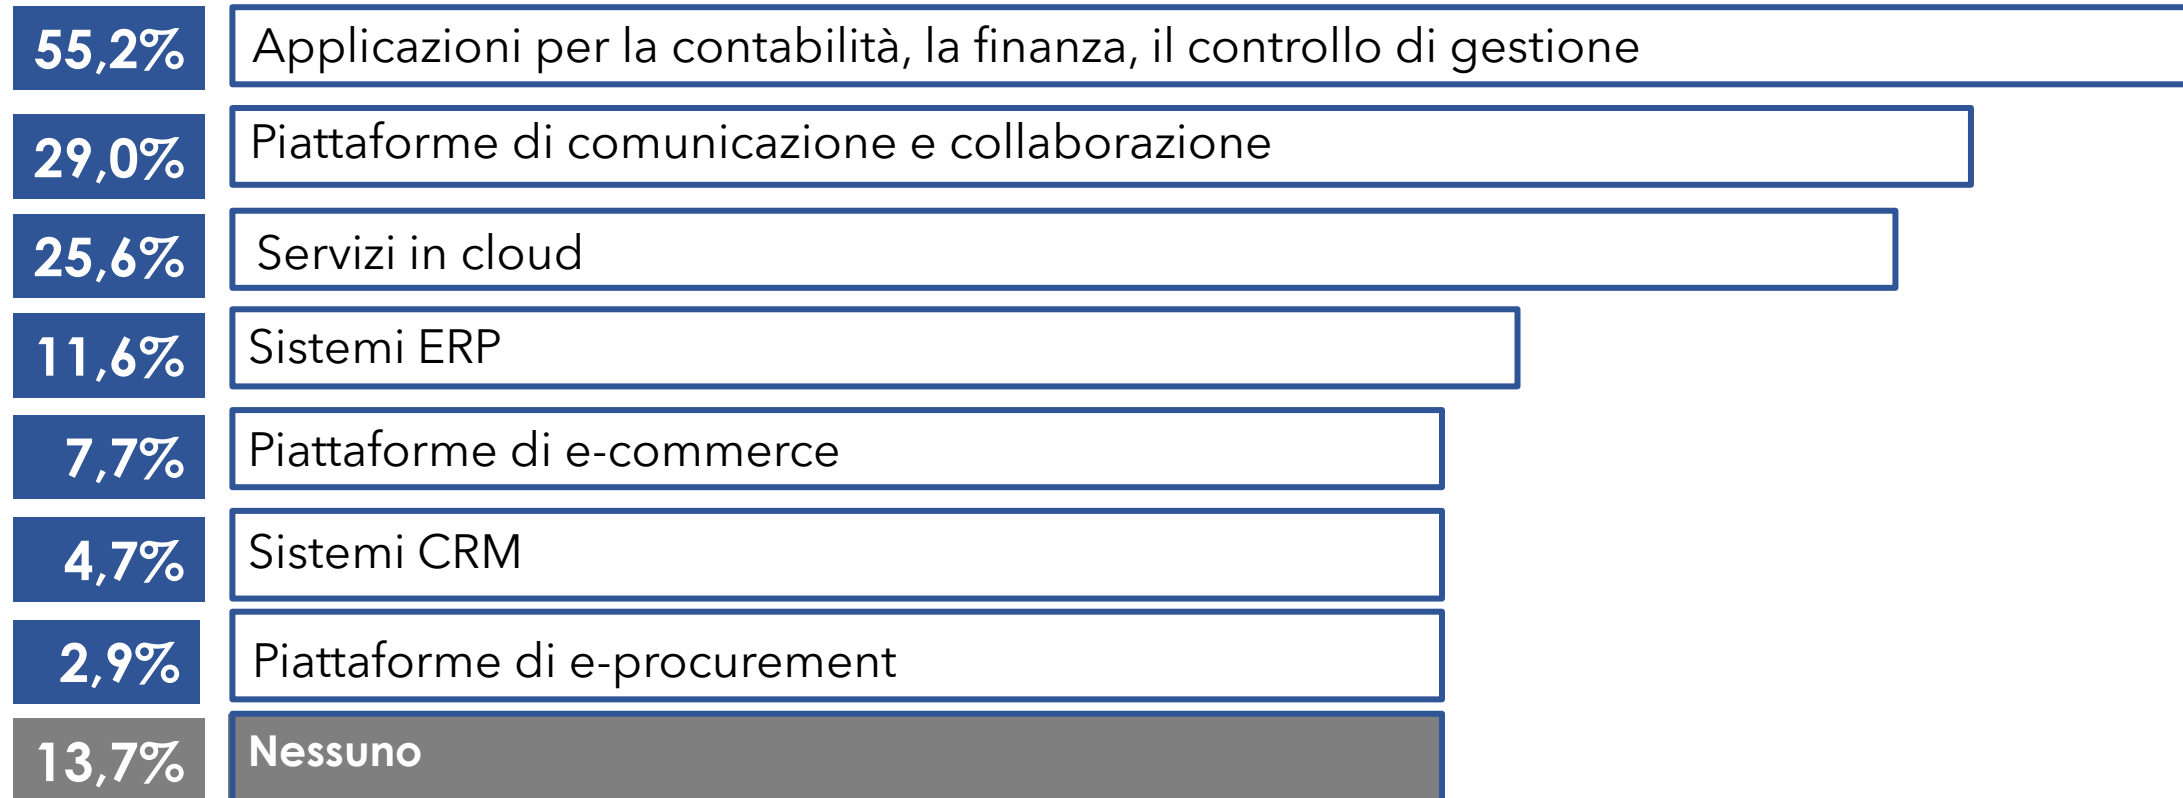 55,2% Applicazioni per la contabilità, la finanza, il controllo di gestione
29,0% Piattaforme di comunicazione e collaborazione
25,6% Servizi in cloud
11,6% Sistemi ERP
7,7% Piattaforme di e-commerce
4,7% Sistemi CRM
2,9% Piattaforme di e-procurement
13,7% Nessuno